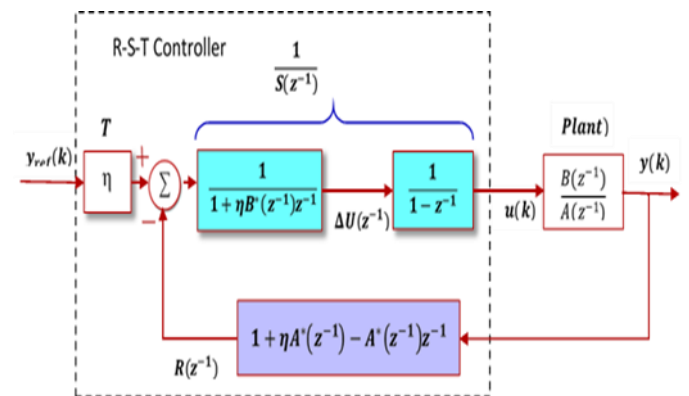 R-S-T Controller
1
S(z⁻¹)
T
Plant)
y_ref(k)
η
+
Σ
−
1
1 + ηB*(z⁻¹)z⁻¹
ΔU(z⁻¹)
1
1 − z⁻¹
u(k)
B(z⁻¹)
A(z⁻¹)
y(k)
1 + ηA*(z⁻¹) − A*(z⁻¹)z⁻¹
R(z⁻¹)